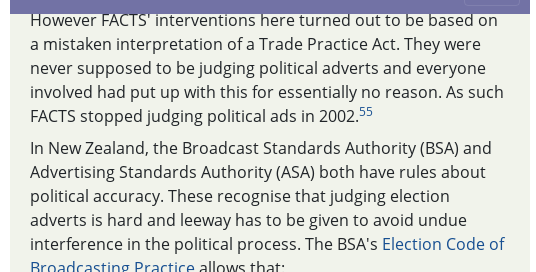 However FACTS' interventions here turned out to be based on
a mistaken interpretation of a Trade Practice Act. They were
never supposed to be judging political adverts and everyone
involved had put up with this for essentially no reason. As such
FACTS stopped judging political ads in 2002.55
In New Zealand, the Broadcast Standards Authority (BSA) and
Advertising Standards Authority (ASA) both have rules about
political accuracy. These recognise that judging election
adverts is hard and leeway has to be given to avoid undue
interference in the political process. The BSA's Election Code of
Broadcasting Practice allows that: